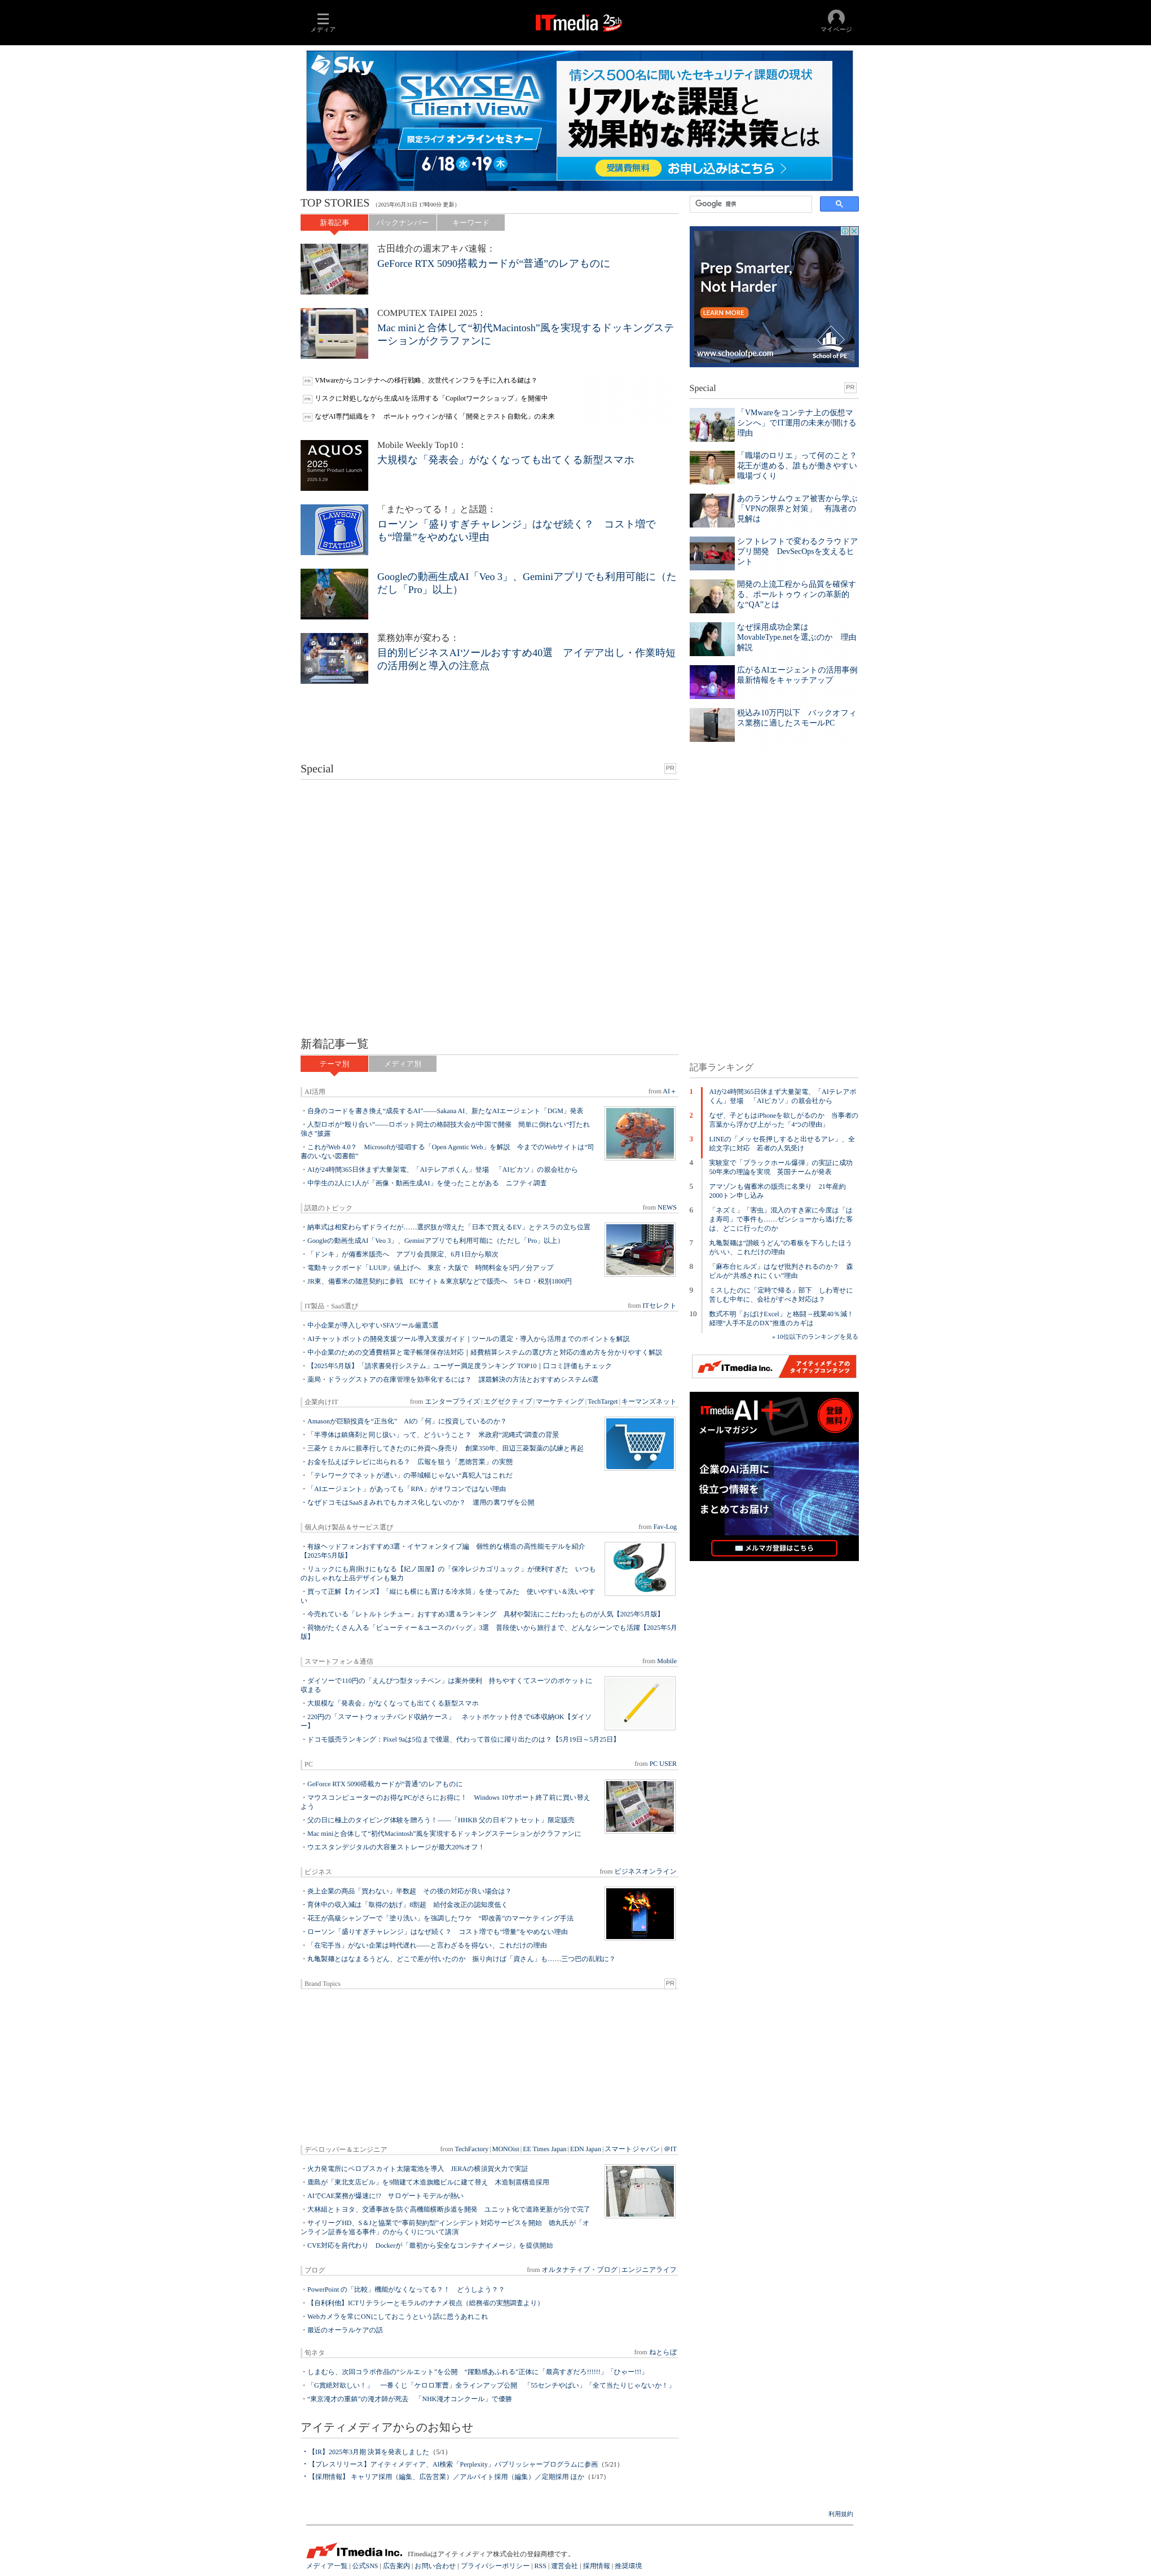 メディア
ITmedia 25th
マイページ
Sky
SKYSEA
Client View
限定ライブ オンラインセミナー
6/18 水・19 木
情シス500名に聞いたセキュリティ課題の現状
リアルな課題と
効果的な解決策とは
受講費無料 お申し込みはこちら
TOP STORIES （2025年05月31日 17時00分 更新）
新着記事 バックナンバー キーワード
古田雄介の週末アキバ速報：
GeForce RTX 5090搭載カードが“普通”のレアものに
COMPUTEX TAIPEI 2025：
Mac miniと合体して“初代Macintosh”風を実現するドッキングステ
ーションがクラファンに
PR VMwareからコンテナへの移行戦略、次世代インフラを手に入れる鍵は？
PR リスクに対処しながら生成AIを活用する「Copilotワークショップ」を開催中
PR なぜAI専門組織を？　ポールトゥウィンが描く「開発とテスト自動化」の未来
AQUOS
2025
Summer Product Launch
2025.5.29
Mobile Weekly Top10：
大規模な「発表会」がなくなっても出てくる新型スマホ
LAWSON
STATION
「またやってる！」と話題：
ローソン「盛りすぎチャレンジ」はなぜ続く？　コスト増で
も“増量”をやめない理由
Googleの動画生成AI「Veo 3」、Geminiアプリでも利用可能に（た
だし「Pro」以上）
業務効率が変わる：
目的別ビジネスAIツールおすすめ40選　アイデア出し・作業時短
の活用例と導入の注意点
Google 提供
Prep Smarter,
Not Harder
LEARN MORE
www.schoolofpe.com
School of PE
Special PR
「VMwareをコンテナ上の仮想マ
シンへ」でIT運用の未来が開ける
理由
「職場のロリエ」って何のこと？
花王が進める、誰もが働きやすい
職場づくり
あのランサムウェア被害から学ぶ
「VPNの限界と対策」　有識者の
見解は
シフトレフトで変わるクラウドア
プリ開発　DevSecOpsを支えるヒ
ント
開発の上流工程から品質を確保す
る、ポールトゥウィンの革新的
な“QA”とは
なぜ採用成功企業は
MovableType.netを選ぶのか　理由
解説
広がるAIエージェントの活用事例
最新情報をキャッチアップ
税込み10万円以下　バックオフィ
ス業務に適したスモールPC
Special PR
新着記事一覧
テーマ別 メディア別
AI活用 from AI＋
・自身のコードを書き換え“成長するAI”――Sakana AI、新たなAIエージェント「DGM」発表
・人型ロボが“殴り合い”――ロボット同士の格闘技大会が中国で開催　簡単に倒れない“打たれ
強さ”披露
・これがWeb 4.0？　Microsoftが提唱する「Open Agentic Web」を解説　今までのWebサイトは“司
書のいない図書館”
・AIが24時間365日休まず大量架電、「AIテレアポくん」登場　「AIピカソ」の親会社から
・中学生の2人に1人が「画像・動画生成AI」を使ったことがある　ニフティ調査
話題のトピック from NEWS
・納車式は相変わらずドライだが……選択肢が増えた「日本で買えるEV」とテスラの立ち位置
・Googleの動画生成AI「Veo 3」、Geminiアプリでも利用可能に（ただし「Pro」以上）
・「ドンキ」が備蓄米販売へ　アプリ会員限定、6月1日から順次
・電動キックボード「LUUP」値上げへ　東京・大阪で　時間料金を5円／分アップ
・JR東、備蓄米の随意契約に参戦　ECサイト＆東京駅などで販売へ　5キロ・税別1800円
IT製品・SaaS選び from ITセレクト
・中小企業が導入しやすいSFAツール厳選5選
・AIチャットボットの開発支援ツール導入支援ガイド｜ツールの選定・導入から活用までのポイントを解説
・中小企業のための交通費精算と電子帳簿保存法対応｜経費精算システムの選び方と対応の進め方を分かりやすく解説
・【2025年5月版】「請求書発行システム」ユーザー満足度ランキング TOP10｜口コミ評価もチェック
・薬局・ドラッグストアの在庫管理を効率化するには？　課題解決の方法とおすすめシステム6選
企業向けIT from エンタープライズ | エグゼクティブ | マーケティング | TechTarget | キーマンズネット
・Amazonが巨額投資を“正当化”　AIの「何」に投資しているのか？
・「半導体は鎮痛剤と同じ扱い」って、どういうこと？　米政府“泥縄式”調査の背景
・三菱ケミカルに親孝行してきたのに外資へ身売り　創業350年、田辺三菱製薬の試練と再起
・お金を払えばテレビに出られる？　広報を狙う「悪徳営業」の実態
・「テレワークでネットが遅い」の帯域幅じゃない“真犯人”はこれだ
・「AIエージェント」があっても「RPA」がオワコンではない理由
・なぜドコモはSaaSまみれでもカオス化しないのか？　運用の裏ワザを公開
個人向け製品＆サービス選び from Fav-Log
・有線ヘッドフォンおすすめ3選・イヤフォンタイプ編　個性的な構造の高性能モデルを紹介
【2025年5月版】
・リュックにも肩掛けにもなる【紀ノ国屋】の「保冷レジカゴリュック」が便利すぎた　いつも
のおしゃれな上品デザインも魅力
・買って正解【カインズ】「縦にも横にも置ける冷水筒」を使ってみた　使いやすい＆洗いやす
い
・今売れている「レトルトシチュー」おすすめ3選＆ランキング　具材や製法にこだわったものが人気【2025年5月版】
・荷物がたくさん入る「ビューティー＆ユースのバッグ」3選　普段使いから旅行まで、どんなシーンでも活躍【2025年5月
版】
スマートフォン＆通信 from Mobile
・ダイソーで110円の「えんぴつ型タッチペン」は案外便利　持ちやすくてスーツのポケットに
収まる
・大規模な「発表会」がなくなっても出てくる新型スマホ
・220円の「スマートウォッチバンド収納ケース」　ネットポケット付きで6本収納OK【ダイソ
ー】
・ドコモ販売ランキング：Pixel 9aは5位まで後退、代わって首位に躍り出たのは？【5月19日～5月25日】
PC from PC USER
・GeForce RTX 5090搭載カードが“普通”のレアものに
・マウスコンピューターのお得なPCがさらにお得に！　Windows 10サポート終了前に買い替え
よう
・父の日に極上のタイピング体験を贈ろう！――「HHKB 父の日ギフトセット」限定販売
・Mac miniと合体して“初代Macintosh”風を実現するドッキングステーションがクラファンに
・ウエスタンデジタルの大容量ストレージが最大20%オフ！
ビジネス from ビジネスオンライン
・炎上企業の商品「買わない」半数超　その後の対応が良い場合は？
・育休中の収入減は「取得の妨げ」8割超　給付金改正の認知度低く
・花王が高級シャンプーで「塗り洗い」を強調したワケ　“即改善”のマーケティング手法
・ローソン「盛りすぎチャレンジ」はなぜ続く？　コスト増でも“増量”をやめない理由
・「在宅手当」がない企業は時代遅れ――と言わざるを得ない、これだけの理由
・丸亀製麺とはなまるうどん、どこで差が付いたのか　振り向けば「資さん」も……三つ巴の乱戦に？
Brand Topics PR
デベロッパー＆エンジニア from TechFactory | MONOist | EE Times Japan | EDN Japan | スマートジャパン | ＠IT
・火力発電所にペロブスカイト太陽電池を導入　JERAの横須賀火力で実証
・鹿島が「東北支店ビル」を9階建て木造旗艦ビルに建て替え　木造制震構造採用
・AIでCAE業務が爆速に!?　サロゲートモデルが熱い
・大林組とトヨタ、交通事故を防ぐ高機能横断歩道を開発　ユニット化で道路更新が5分で完了
・サイリーグHD、S＆Jと協業で“事前契約型”インシデント対応サービスを開始　徳丸氏が「オ
ンライン証券を巡る事件」のからくりについて講演
・CVE対応を肩代わり　Dockerが「最初から安全なコンテナイメージ」を提供開始
ブログ from オルタナティブ・ブログ | エンジニアライフ
・PowerPoint の「比較」機能がなくなってる？！　どうしよう？？
・【自利利他】ICTリテラシーとモラルのナナメ視点（総務省の実態調査より）
・Webカメラを常にONにしておこうという話に思うあれこれ
・最近のオーラルケアの話
旬ネタ from ねとらぼ
・しまむら、次回コラボ作品の“シルエット”を公開　“躍動感あふれる”正体に「最高すぎだろ!!!!!!」「ひゃー!!!」
・「G賞絶対欲しい！」　一番くじ「ケロロ軍曹」全ラインアップ公開　「55センチやばい」「全て当たりじゃないか！」
・“東京漫才の重鎮”の漫才師が死去　「NHK漫才コンクール」で優勝
アイティメディアからのお知らせ
・【IR】2025年3月期 決算を発表しました（5/1）
・【プレスリリース】アイティメディア、AI検索「Perplexity」パブリッシャープログラムに参画（5/21）
・【採用情報】 キャリア採用（編集、広告営業）／アルバイト採用（編集）／定期採用 ほか（1/17）
記事ランキング
1 AIが24時間365日休まず大量架電、「AIテレアポ
くん」登場　「AIピカソ」の親会社から
2 なぜ、子どもはiPhoneを欲しがるのか　当事者の
言葉から浮かび上がった「4つの理由」
3 LINEの「メッセ長押しすると出せるアレ」、全
絵文字に対応　若者の人気受け
4 実験室で「ブラックホール爆弾」の実証に成功
50年来の理論を実現　英国チームが発表
5 アマゾンも備蓄米の販売に名乗り　21年産約
2000トン申し込み
6 「ネズミ」「害虫」混入のすき家に今度は「は
ま寿司」で事件も……ゼンショーから逃げた客
は、どこに行ったのか
7 丸亀製麺は“讃岐うどん”の看板を下ろしたほう
がいい、これだけの理由
8 「麻布台ヒルズ」はなぜ批判されるのか？　森
ビルが“共感されにくい”理由
9 ミスしたのに「定時で帰る」部下　しわ寄せに
苦しむ中年に、会社がすべき対応は？
10 数式不明「おばけExcel」と格闘→残業40％減！
経理“人手不足のDX”推進のカギは
» 10位以下のランキングを見る
ITmedia Inc. アイティメディアの
タイアップコンテンツ
ITmedia AI＋
メールマガジン
登録
無料!
企業のAI活用に
役立つ情報を
まとめてお届け
メルマガ登録はこちら
利用規約
ITmedia Inc. ITmediaはアイティメディア株式会社の登録商標です。
メディア一覧 | 公式SNS | 広告案内 | お問い合わせ | プライバシーポリシー | RSS | 運営会社 | 採用情報 | 推奨環境